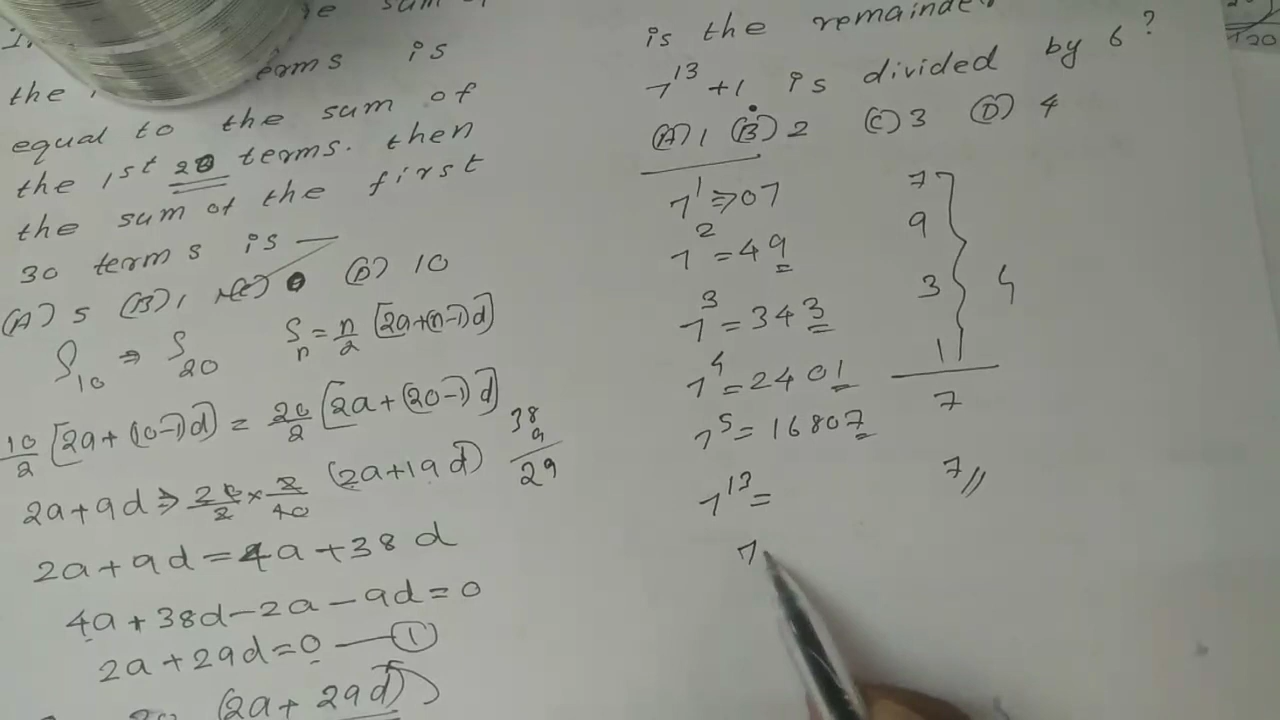 the
terms is
equal to the sum of
the 1st 20 terms. then
the sum of the first
30 terms is —
(A) 5 (B) 1 (C) 0 (D) 10
S10 ⇒ S20 Sn = n/2 [2a+(n-1)d]
10/2 [2a+(10-1)d] = 20/2 [2a+(20-1)d]
2a+9d ⇒ 20/2 × 2/10 (2a+19d)
38
9
29
2a+9d = 4a+38d
4a+38d-2a-9d=0
2a+29d=0 — ①
(2a+29d)
is the remainder
7^13 +1 is divided by 6?
(A) 1 (B) 2 (C) 3 (D) 4
7^1 ⇒ 07
7^2 = 49
7^3 = 343
7^4 = 2401
7^5 = 16807
7^13 =
7
7
9
3
1
4
7
7//
120